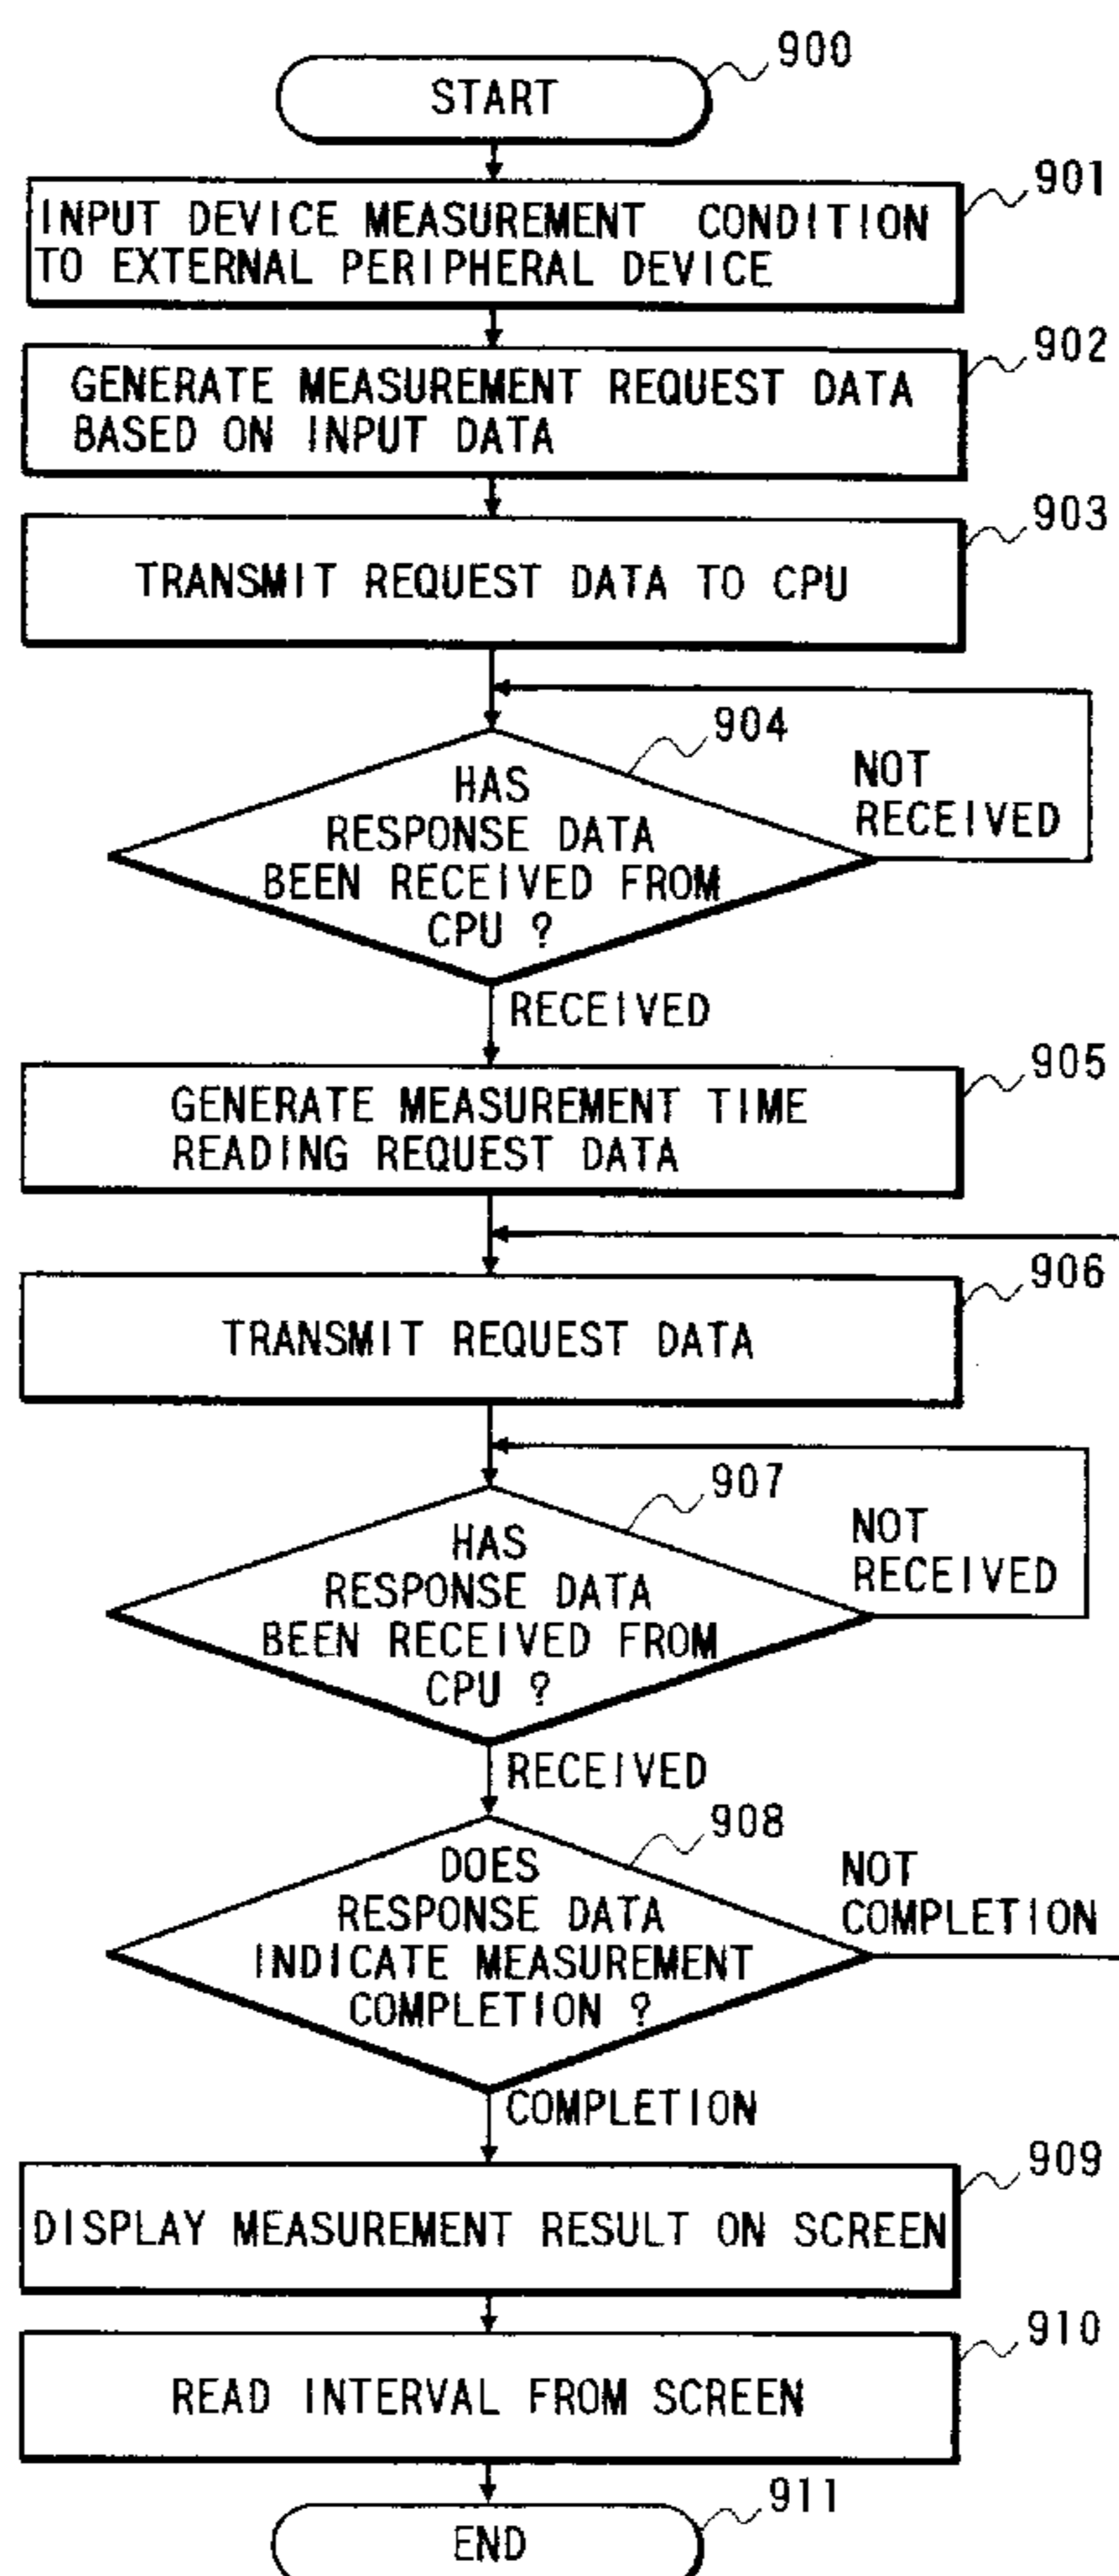 900
START
901
INPUT DEVICE MEASUREMENT CONDITION
TO EXTERNAL PERIPHERAL DEVICE
902
GENERATE MEASUREMENT REQUEST DATA
BASED ON INPUT DATA
903
TRANSMIT REQUEST DATA TO CPU
904
HAS
RESPONSE DATA
BEEN RECEIVED FROM
CPU ?
NOT
RECEIVED
RECEIVED
905
GENERATE MEASUREMENT TIME
READING REQUEST DATA
906
TRANSMIT REQUEST DATA
907
HAS
RESPONSE DATA
BEEN RECEIVED FROM
CPU ?
NOT
RECEIVED
RECEIVED
908
DOES
RESPONSE DATA
INDICATE MEASUREMENT
COMPLETION ?
NOT
COMPLETION
COMPLETION
909
DISPLAY MEASUREMENT RESULT ON SCREEN
910
READ INTERVAL FROM SCREEN
911
END